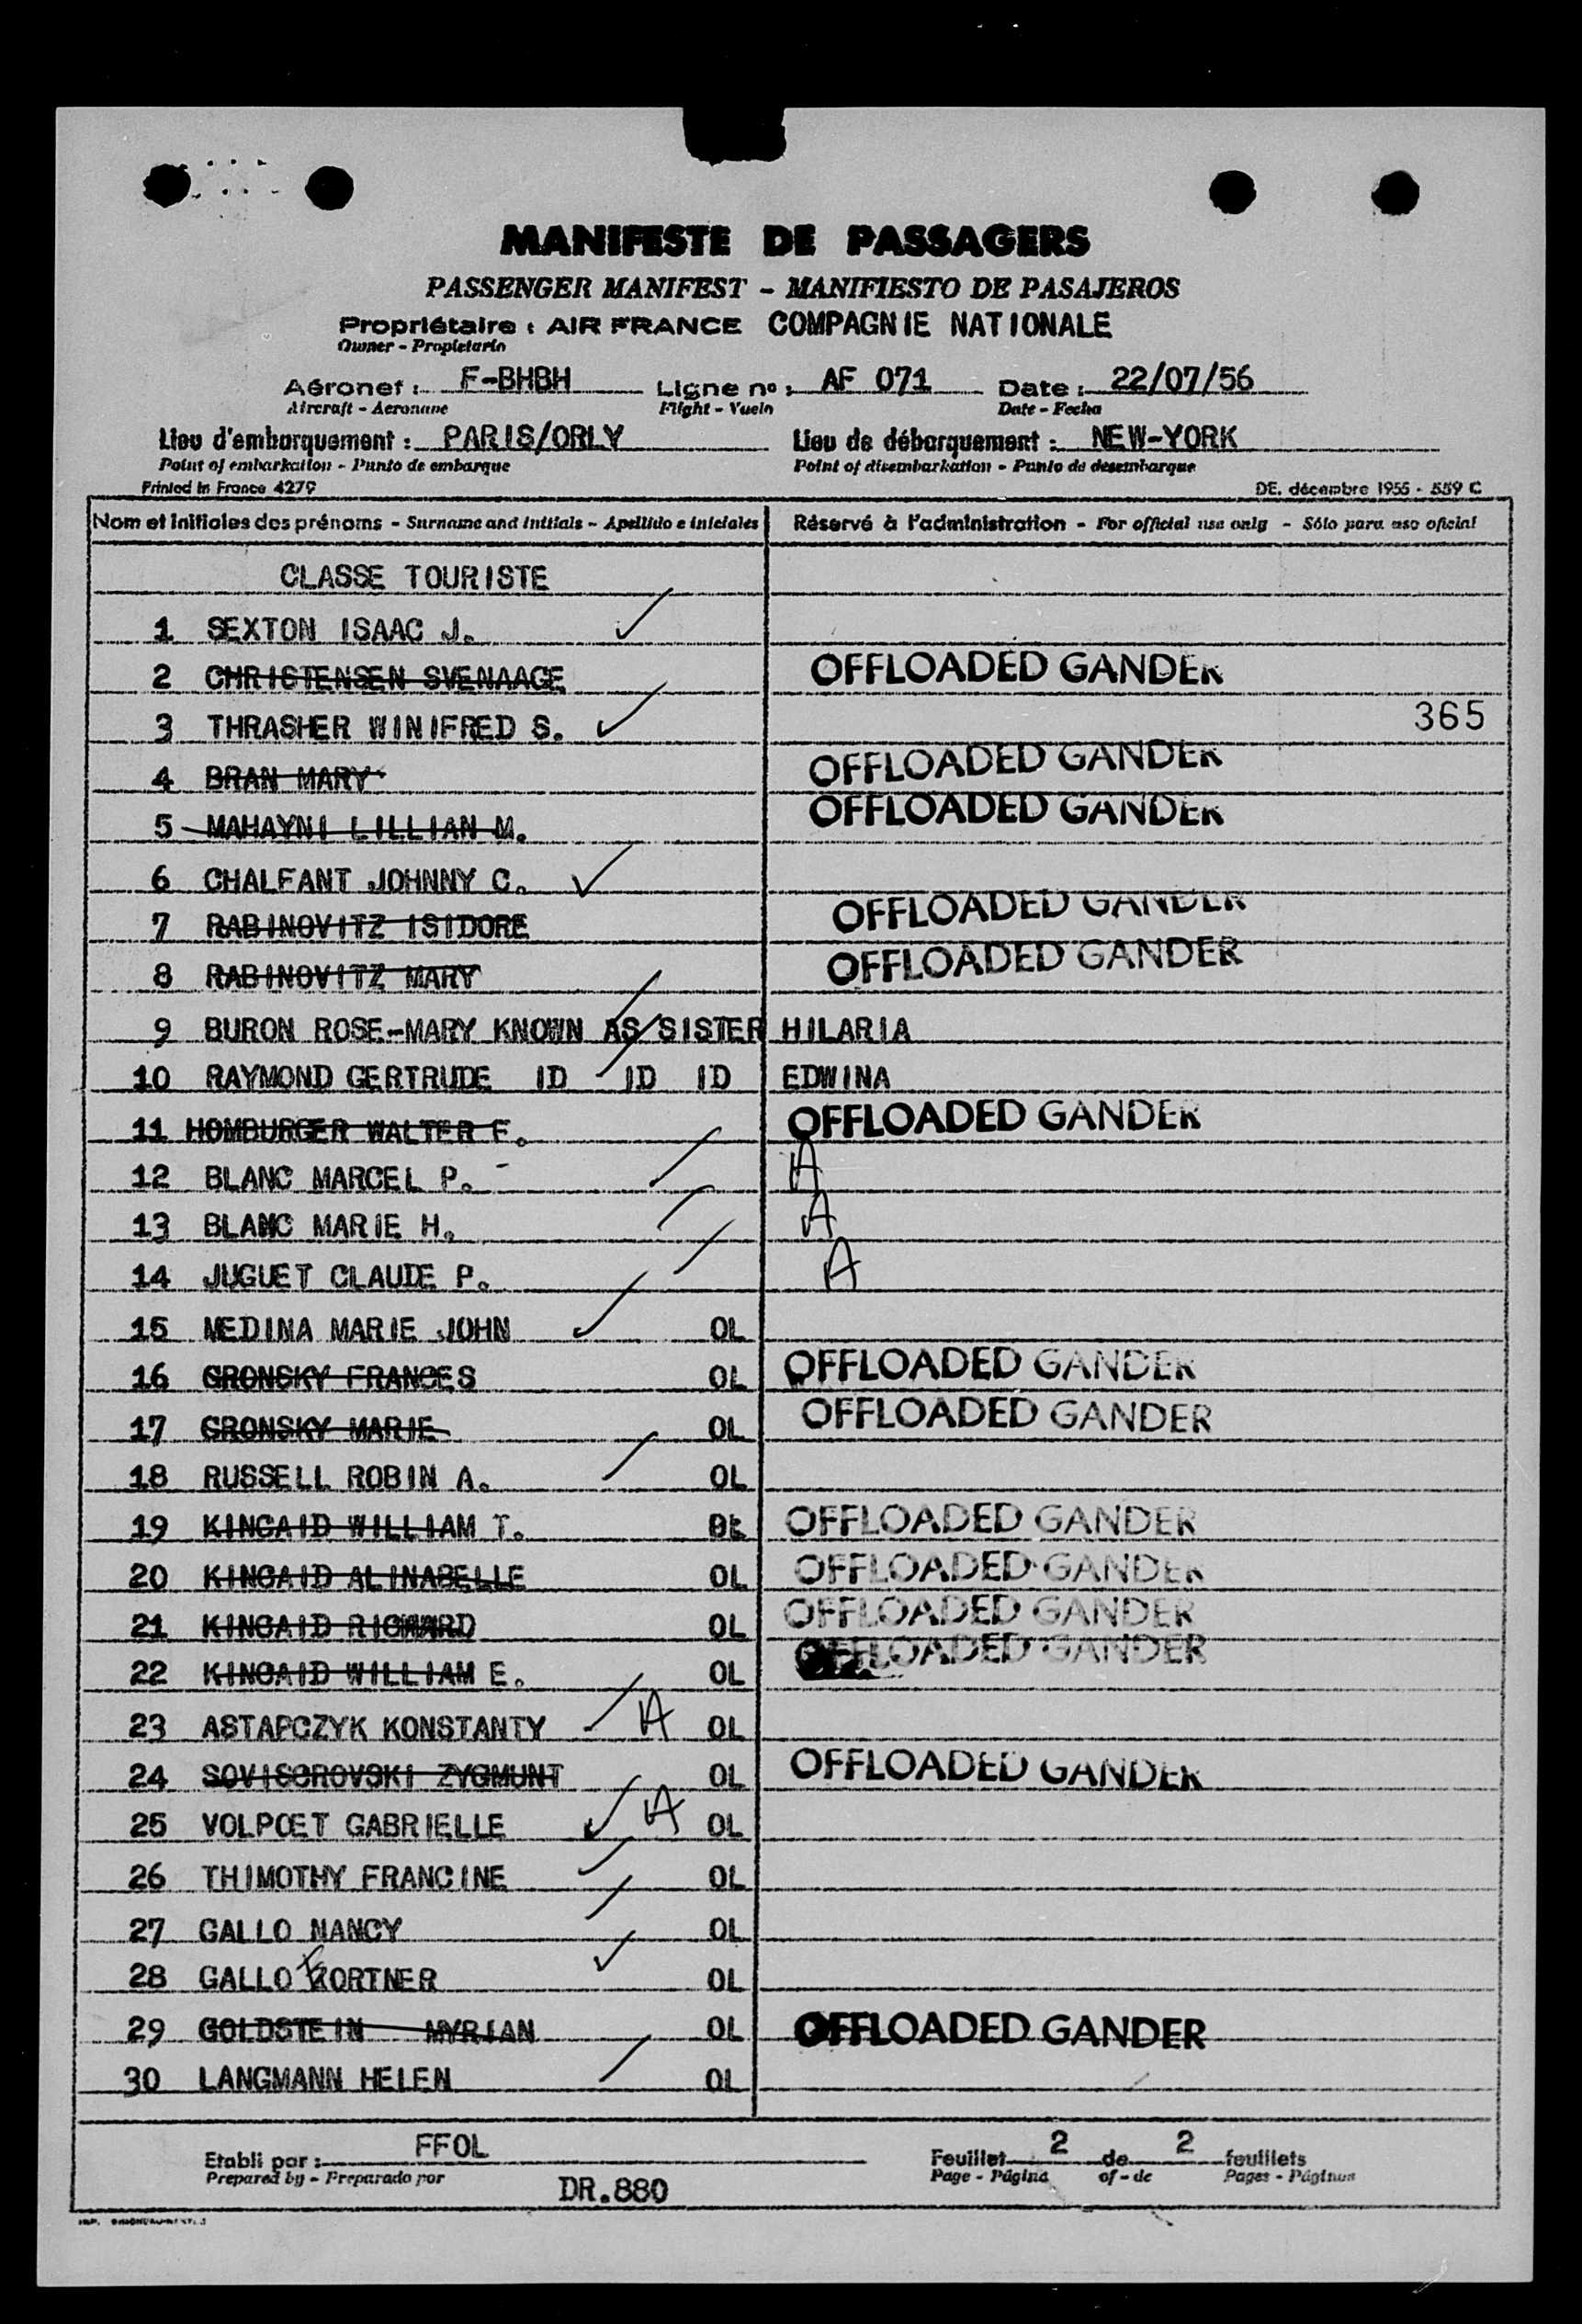 MANIFESTE DE PASSAGERS
PASSENGER MANIFEST - MANIFIESTO DE PASAJEROS
Propriétaire : AIR FRANCE COMPAGNIE NATIONALE
Owner - Propietario
Aéronef : F-BHBH Ligne nº : AF 071 Date : 22/07/56
Aircraft - Aeronane Flight - Vuelo Date - Fecha
Lieu d'embarquement : PARIS/ORLY Lieu de débarquement : NEW-YORK
Point of embarkation - Punto de embarque Point of disembarkation - Punto de desembarque
Printed in France 4279 DE. décembre 1955 - 559 C
Nom et initiales des prénoms - Surname and initials - Apellido e iniciales Réservé à l'administration - For official use only - Sólo para uso oficial
CLASSE TOURISTE
1 SEXTON ISAAC J.
2 CHRISTENSEN SVENAAGE OFFLOADED GANDER
3 THRASHER WINIFRED S. 365
4 BRAN MARY OFFLOADED GANDER
5 MAHAYNI LILLIAN M. OFFLOADED GANDER
6 CHALFANT JOHNNY C.
7 RABINOVITZ ISIDORE OFFLOADED GANDER
8 RABINOVITZ MARY OFFLOADED GANDER
9 BURON ROSE-MARY KNOWN AS SISTER HILARIA
10 RAYMOND GERTRUDE ID ID ID EDWINA
11 HOMBURGER WALTER F. OFFLOADED GANDER
12 BLANC MARCEL P. A
13 BLANC MARIE H. A
14 JUGUET CLAUDE P. A
15 MEDINA MARIE JOHN OL
16 GRONSKY FRANCES OL OFFLOADED GANDER
17 GRONSKY MARIE OL OFFLOADED GANDER
18 RUSSELL ROBIN A. OL
19 KINCAID WILLIAM T. OL OFFLOADED GANDER
20 KINCAID ALINABELLE OL OFFLOADED GANDER
21 KINCAID RICHARD OL OFFLOADED GANDER
22 KINCAID WILLIAM E. OL OFFLOADED GANDER
23 ASTAPCZYK KONSTANTY A OL
24 SOVISOROVSKI ZYGMUNT OL OFFLOADED GANDER
25 VOLPOET GABRIELLE A OL
26 THIMOTHY FRANCINE OL
27 GALLO NANCY OL
28 GALLO FORTNER OL
29 GOLDSTEIN MYRIAN OL OFFLOADED GANDER
30 LANGMANN HELEN OL
Etabli par : FFOL Feuillet 2 de 2 feuillets
Prepared by - Preparado por Page - Página of - de Pages - Páginas
DR.880